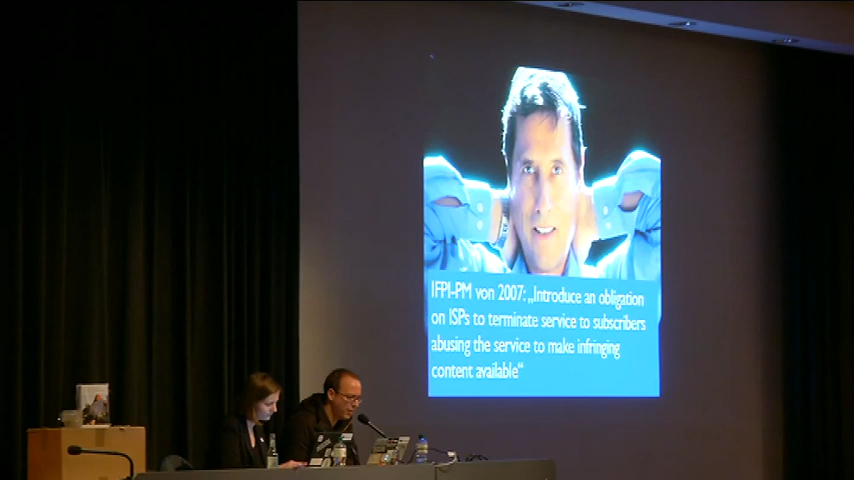 IFPI-PM von 2007: „Introduce an obligation
on ISPs to terminate service to subscribers
abusing the service to make infringing
content available“